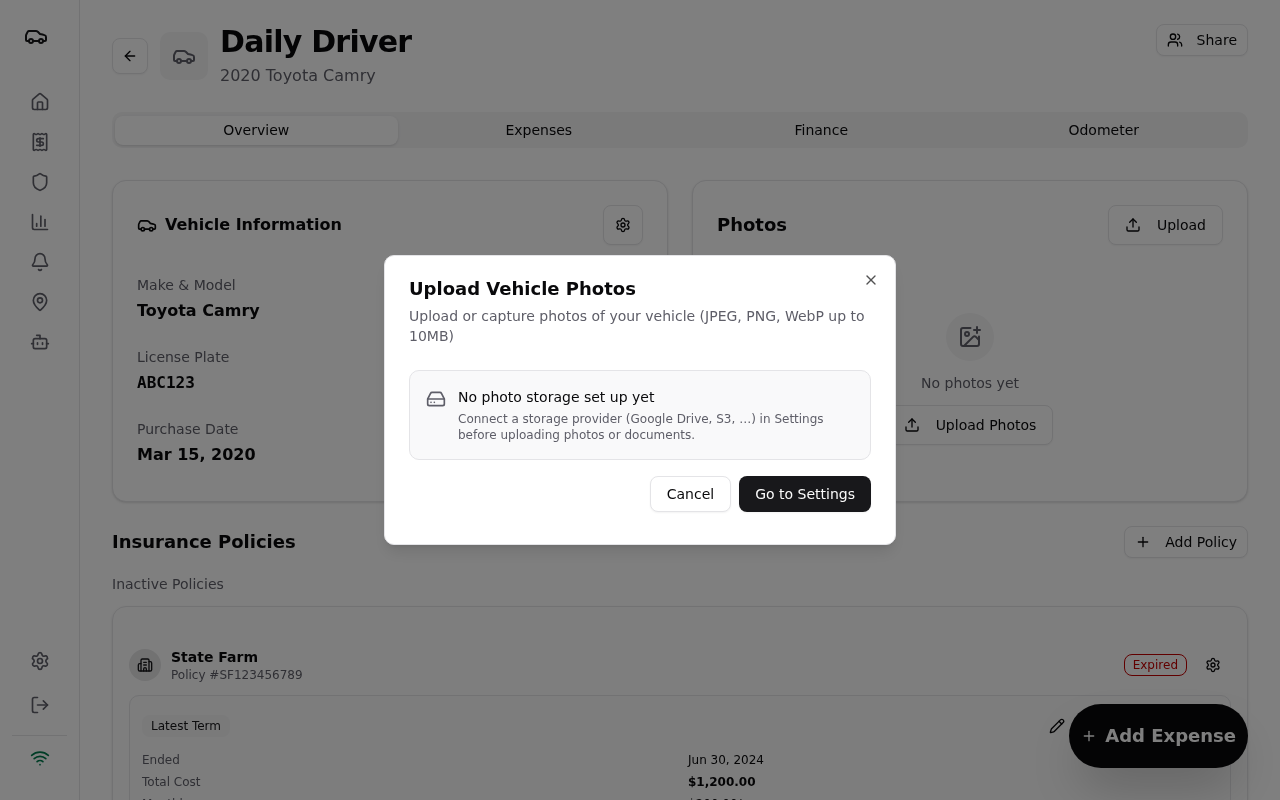 Daily Driver
2020 Toyota Camry
Share
Overview
Expenses
Finance
Odometer
Vehicle Information
Photos
Upload
Make & Model
Toyota Camry
License Plate
ABC123
Purchase Date
Mar 15, 2020
No photos yet
Upload Photos
Upload Vehicle Photos
Upload or capture photos of your vehicle (JPEG, PNG, WebP up to
10MB)
No photo storage set up yet
Connect a storage provider (Google Drive, S3, ...) in Settings
before uploading photos or documents.
Cancel
Go to Settings
Insurance Policies
Add Policy
Inactive Policies
State Farm
Policy #SF123456789
Expired
Latest Term
Ended
Jun 30, 2024
Total Cost
$1,200.00
Add Expense